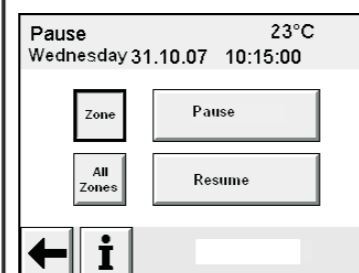 Pause 23°C
Wednesday 31.10.07 10:15:00
Zone Pause
All
Zones Resume
i